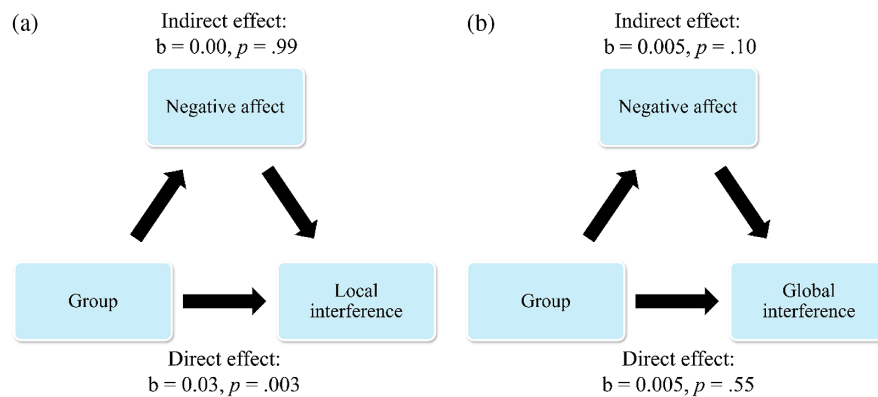 (a)
Indirect effect:
b = 0.00, p = .99
Negative affect
Group
Local
interference
Direct effect:
b = 0.03, p = .003
(b)
Indirect effect:
b = 0.005, p = .10
Negative affect
Group
Global
interference
Direct effect:
b = 0.005, p = .55